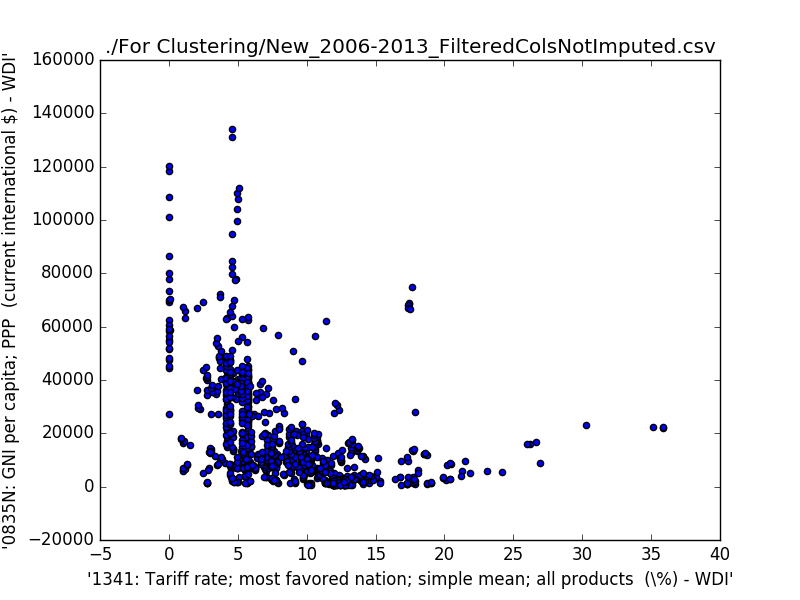 ./For Clustering/New_2006-2013_FilteredColsNotImputed.csv
160000
140000
120000
100000
80000
60000
40000
20000
0
−20000
'0835N: GNI per capita; PPP  (current international $) - WDI'
−5 0 5 10 15 20 25 30 35 40
'1341: Tariff rate; most favored nation; simple mean; all products  (\%) - WDI'